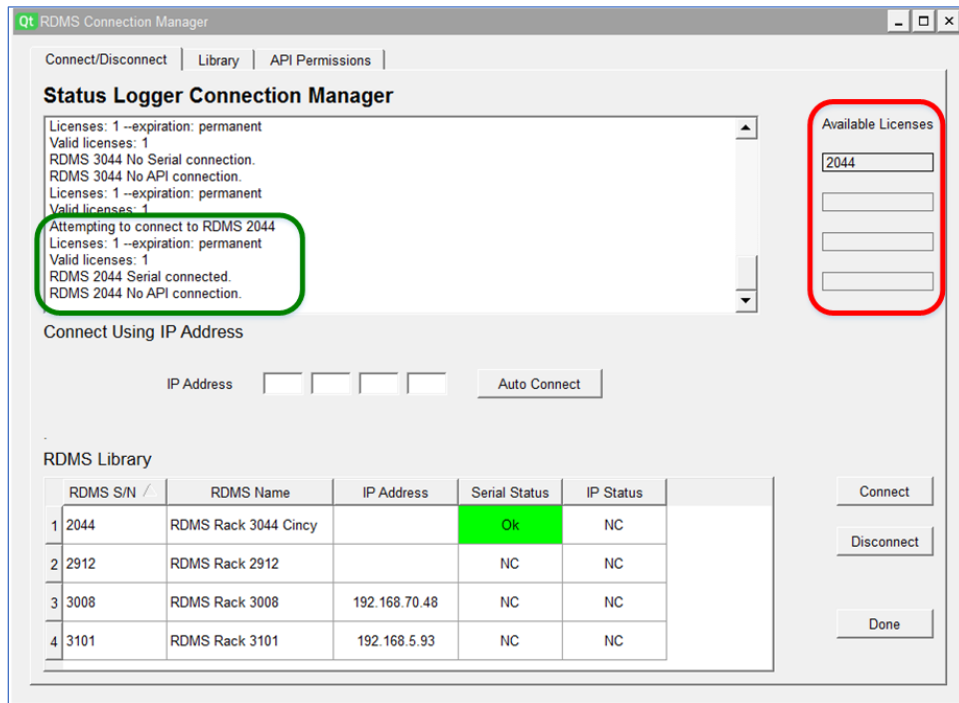 Qt RDMS Connection Manager
Connect/Disconnect Library API Permissions
Status Logger Connection Manager
Licenses: 1 --expiration: permanent
Valid licenses: 1
RDMS 3044 No Serial connection.
RDMS 3044 No API connection.
Licenses: 1 --expiration: permanent
Valid licenses: 1
Attempting to connect to RDMS 2044
Licenses: 1 --expiration: permanent
Valid licenses: 1
RDMS 2044 Serial connected.
RDMS 2044 No API connection.
Available Licenses
2044
Connect Using IP Address
IP Address Auto Connect
.
RDMS Library
RDMS S/N RDMS Name IP Address Serial Status IP Status
1 2044 RDMS Rack 3044 Cincy Ok NC
2 2912 RDMS Rack 2912 NC NC
3 3008 RDMS Rack 3008 192.168.70.48 NC NC
4 3101 RDMS Rack 3101 192.168.5.93 NC NC
Connect
Disconnect
Done